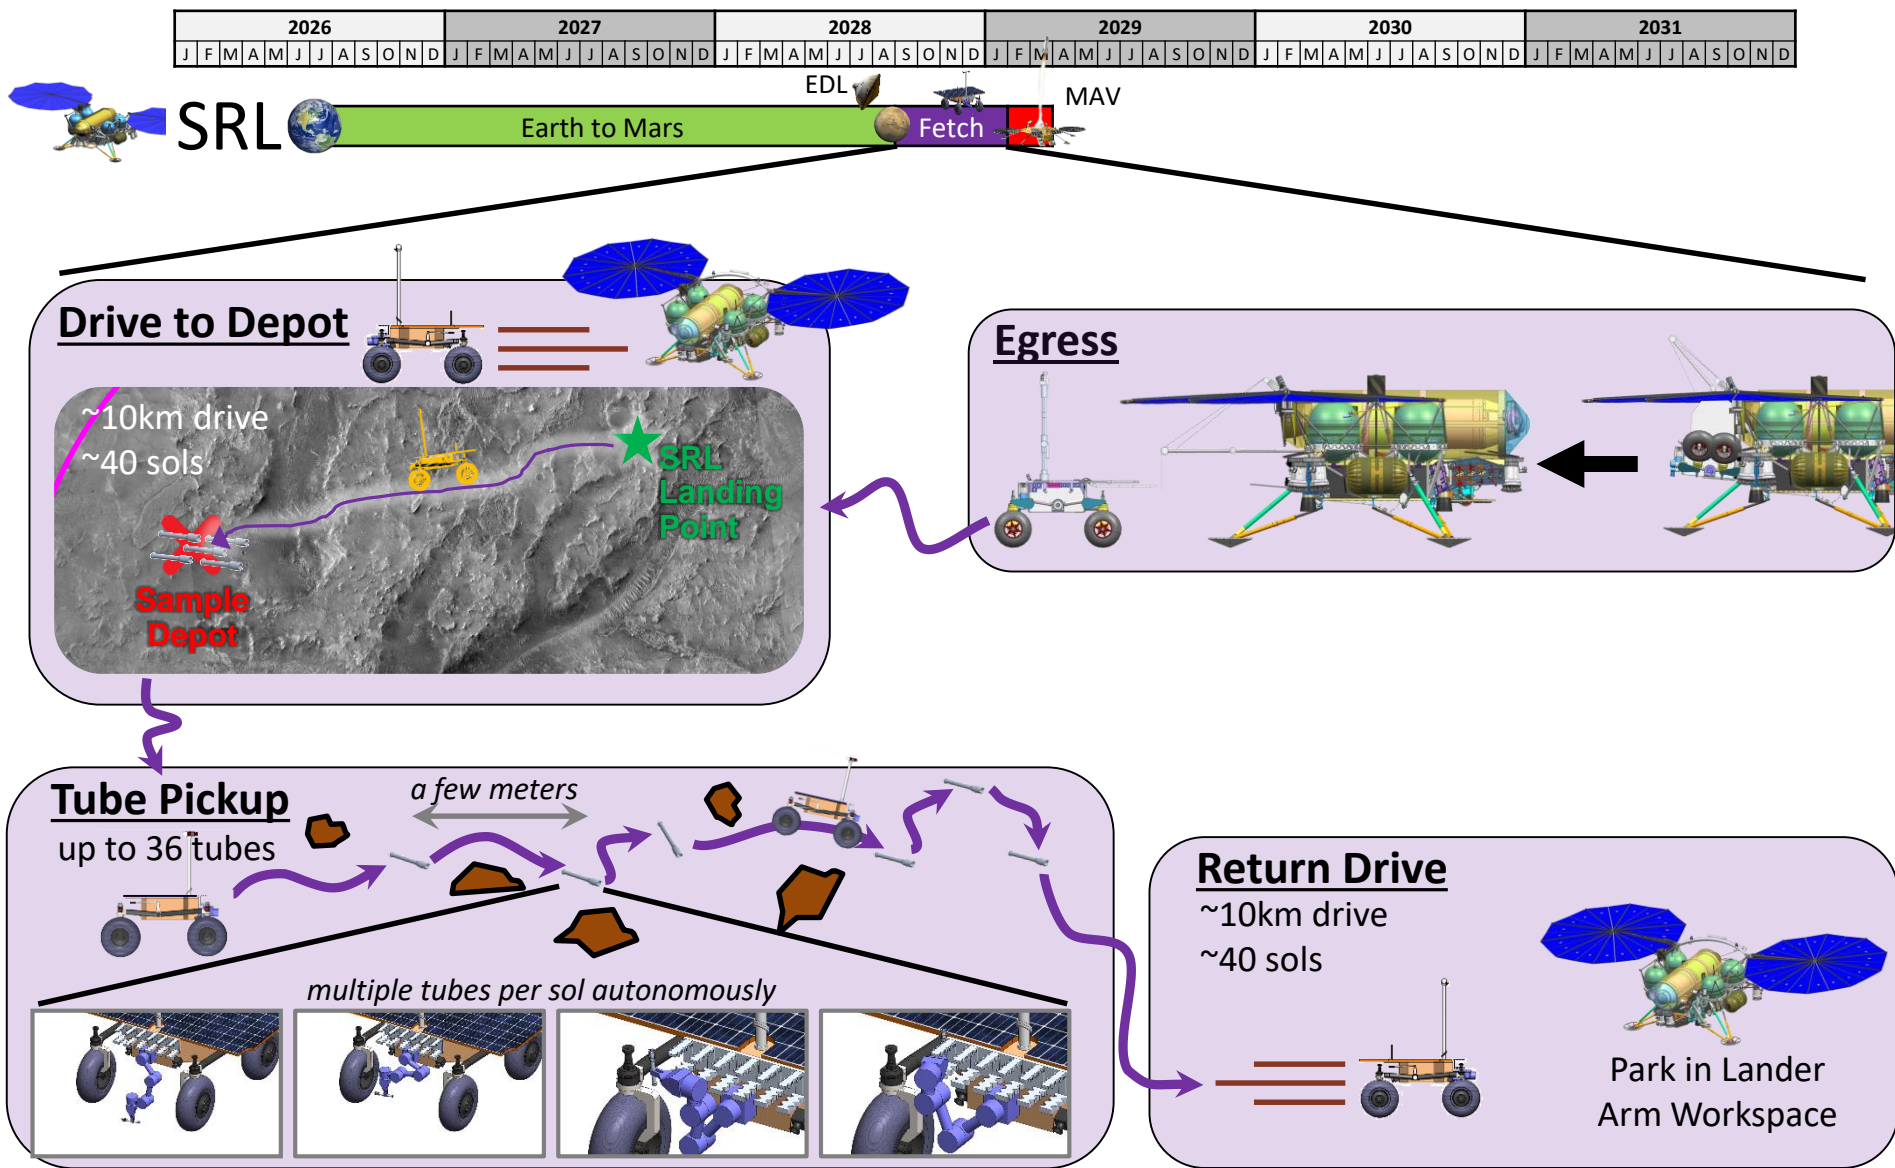 2026 2027 2028 2029 2030 2031
J F M A M J J A S O N D J F M A M J J A S O N D J F M A M J J A S O N D J F M A M J J A S O N D J F M A M J J A S O N D J F M A M J J A S O N D
EDL
MAV
SRL
Earth to Mars
Fetch
Drive to Depot
~10km drive
~40 sols
SRL
Landing
Point
Sample
Depot
Egress
Tube Pickup
up to 36 tubes
a few meters
multiple tubes per sol autonomously
Return Drive
~10km drive
~40 sols
Park in Lander
Arm Workspace